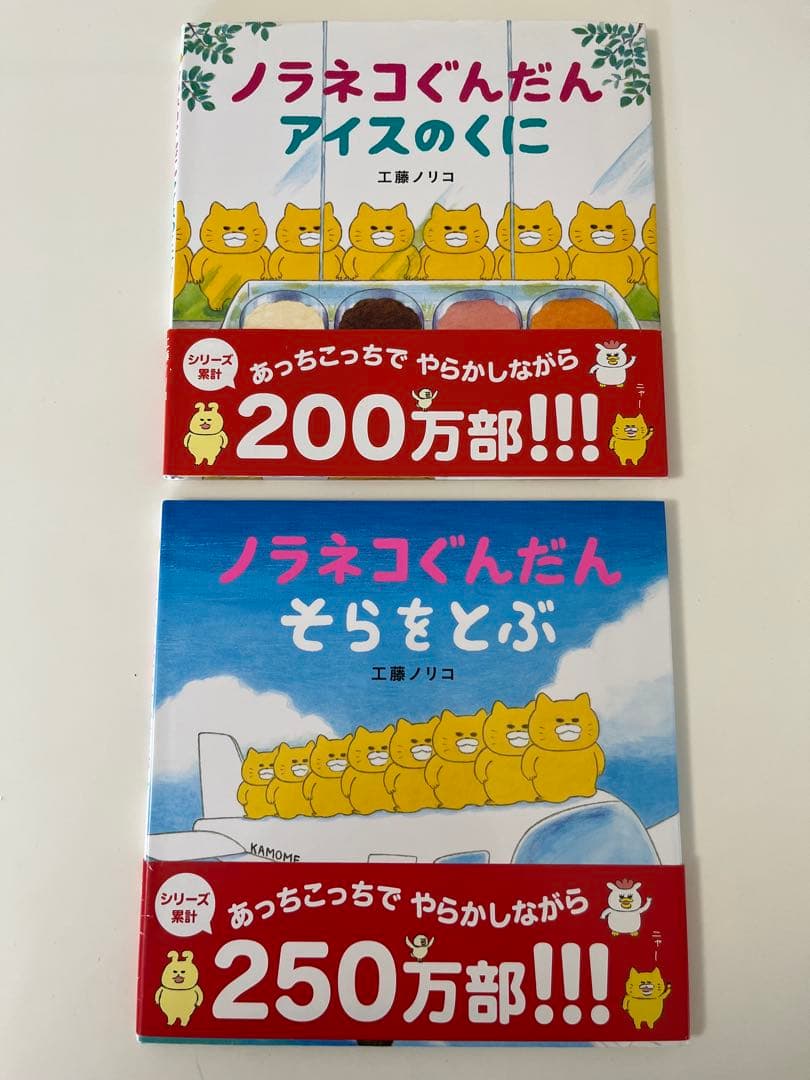 ノラネコぐんだん
アイスのくに
工藤ノリコ
シリーズ
累計
あっちこっちで やらかしながら
200万部!!!
ニャー
ノラネコぐんだん
そらをとぶ
工藤ノリコ
KAMOME
シリーズ
累計
あっちこっちで やらかしながら
250万部!!!
ニャー